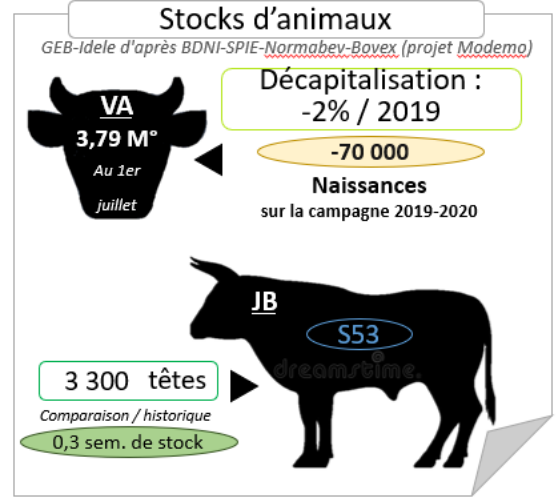 Stocks d’animaux
GEB-Idele d'après BDNI-SPIE-Normabev-Bovex (projet Modemo)
VA
3,79 M°
Au 1er
juillet
Décapitalisation :
-2% / 2019
-70 000
Naissances
sur la campagne 2019-2020
JB
S53
dreamstime.
3 300 têtes
Comparaison / historique
0,3 sem. de stock